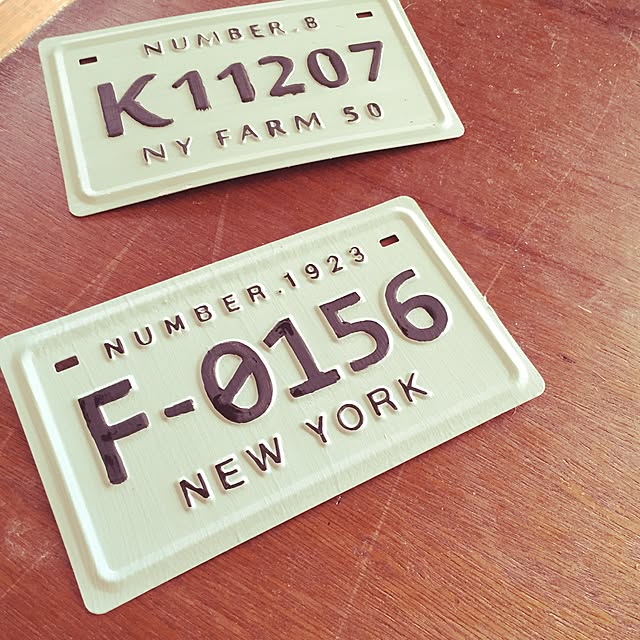 NUMBER.8
K11207
NY FARM 50
NUMBER.1923
F-0156
NEW YORK